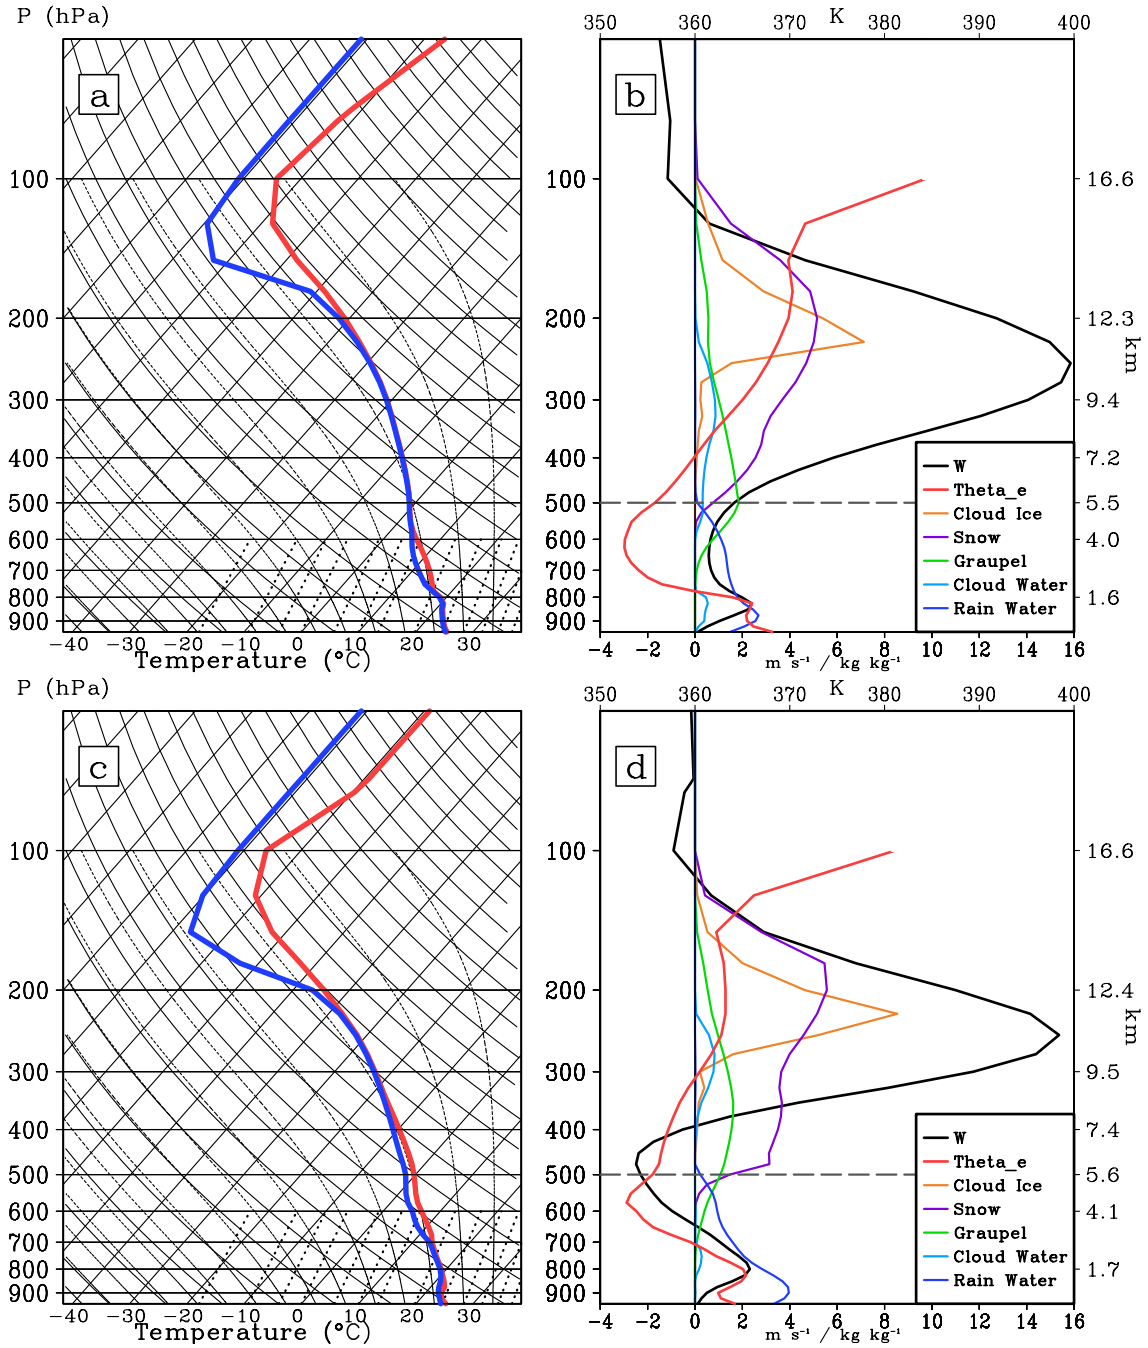 P (hPa)
350 360 370 K 380 390 400
a
b
100
100
16.6
200
200
12.3
km
300
300
9.4
400
400
7.2
500
500
5.5
600
600
4.0
700
700
800
800
1.6
900
900
W
Theta_e
Cloud Ice
Snow
Graupel
Cloud Water
Rain Water
−40 −30 −20 −10 0 10 20 30
Temperature (°C)
-4 -2 0 2 4 6 8 10 12 14 16
m s⁻¹ / kg kg⁻¹
P (hPa)
350 360 370 K 380 390 400
c
d
100
100
16.6
200
200
12.4
km
300
300
9.5
400
400
7.4
500
500
5.6
600
600
4.1
700
700
800
800
1.7
900
900
W
Theta_e
Cloud Ice
Snow
Graupel
Cloud Water
Rain Water
−40 −30 −20 −10 0 10 20 30
Temperature (°C)
-4 -2 0 2 4 6 8 10 12 14 16
m s⁻¹ / kg kg⁻¹